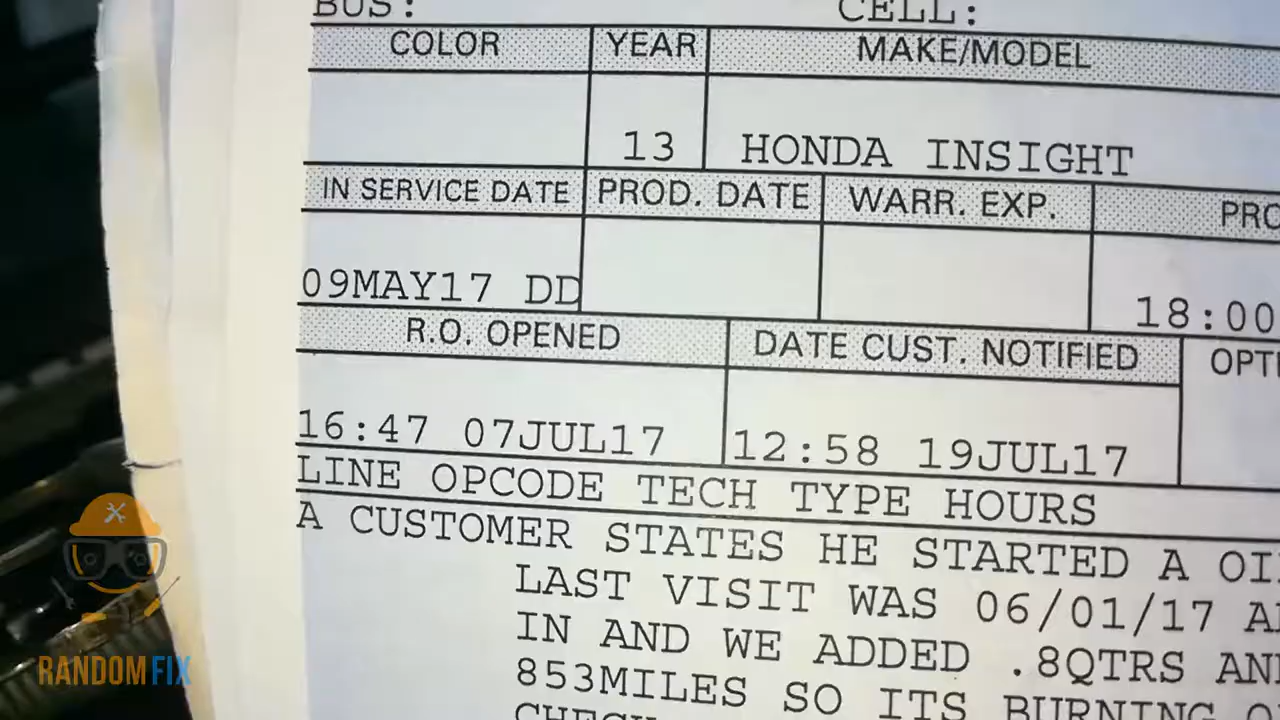 BUS: CELL:
COLOR YEAR MAKE/MODEL
13 HONDA INSIGHT
IN SERVICE DATE PROD. DATE WARR. EXP.
09MAY17 DD 18:00
R.O. OPENED DATE CUST. NOTIFIED
16:47 07JUL17 12:58 19JUL17
LINE OPCODE TECH TYPE HOURS
A CUSTOMER STATES HE STARTED A
LAST VISIT WAS 06/01/17
IN AND WE ADDED .8QTRS
853MILES SO ITS BURNING
CHECK
RANDOM FIX